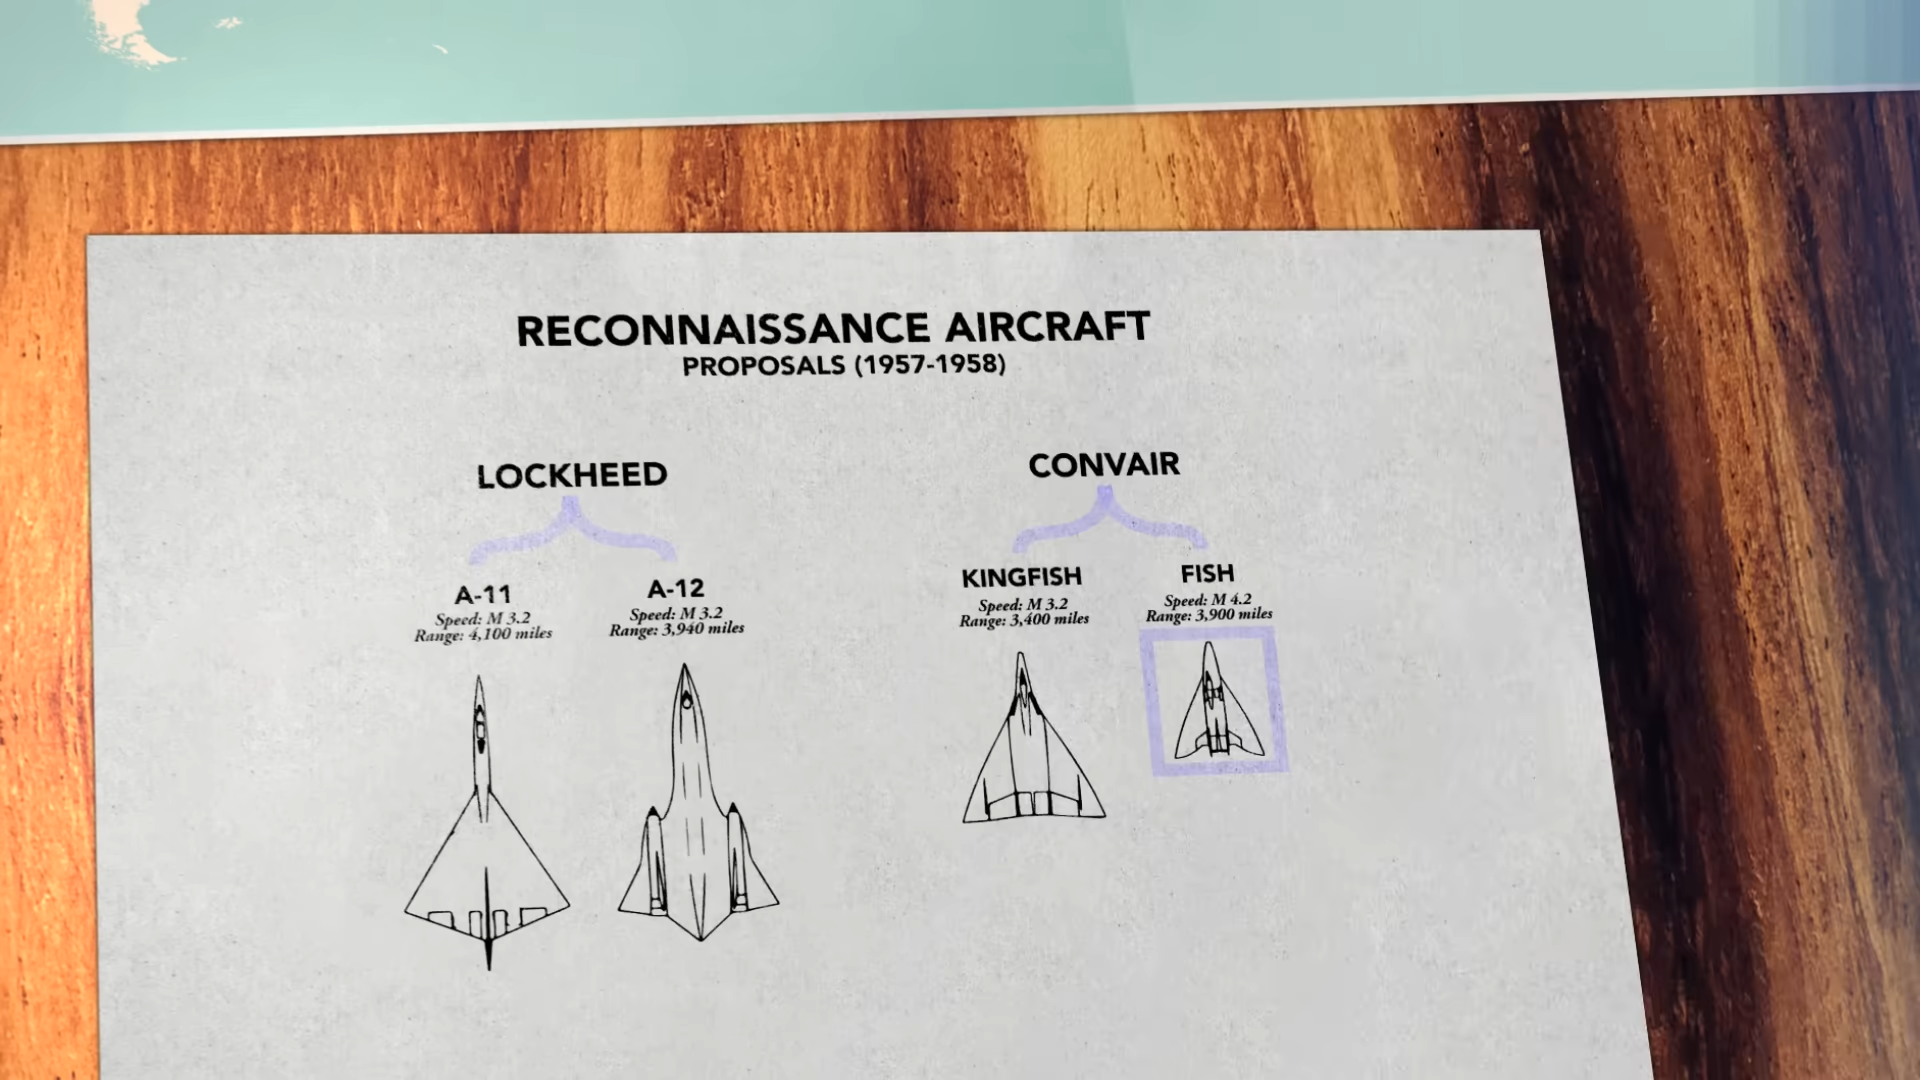 RECONNAISSANCE AIRCRAFT
PROPOSALS (1957-1958)
LOCKHEED
A-11
Speed: M 3.2
Range: 4,100 miles
A-12
Speed: M 3.2
Range: 3,940 miles
CONVAIR
KINGFISH
Speed: M 3.2
Range: 3,400 miles
FISH
Speed: M 4.2
Range: 3,900 miles